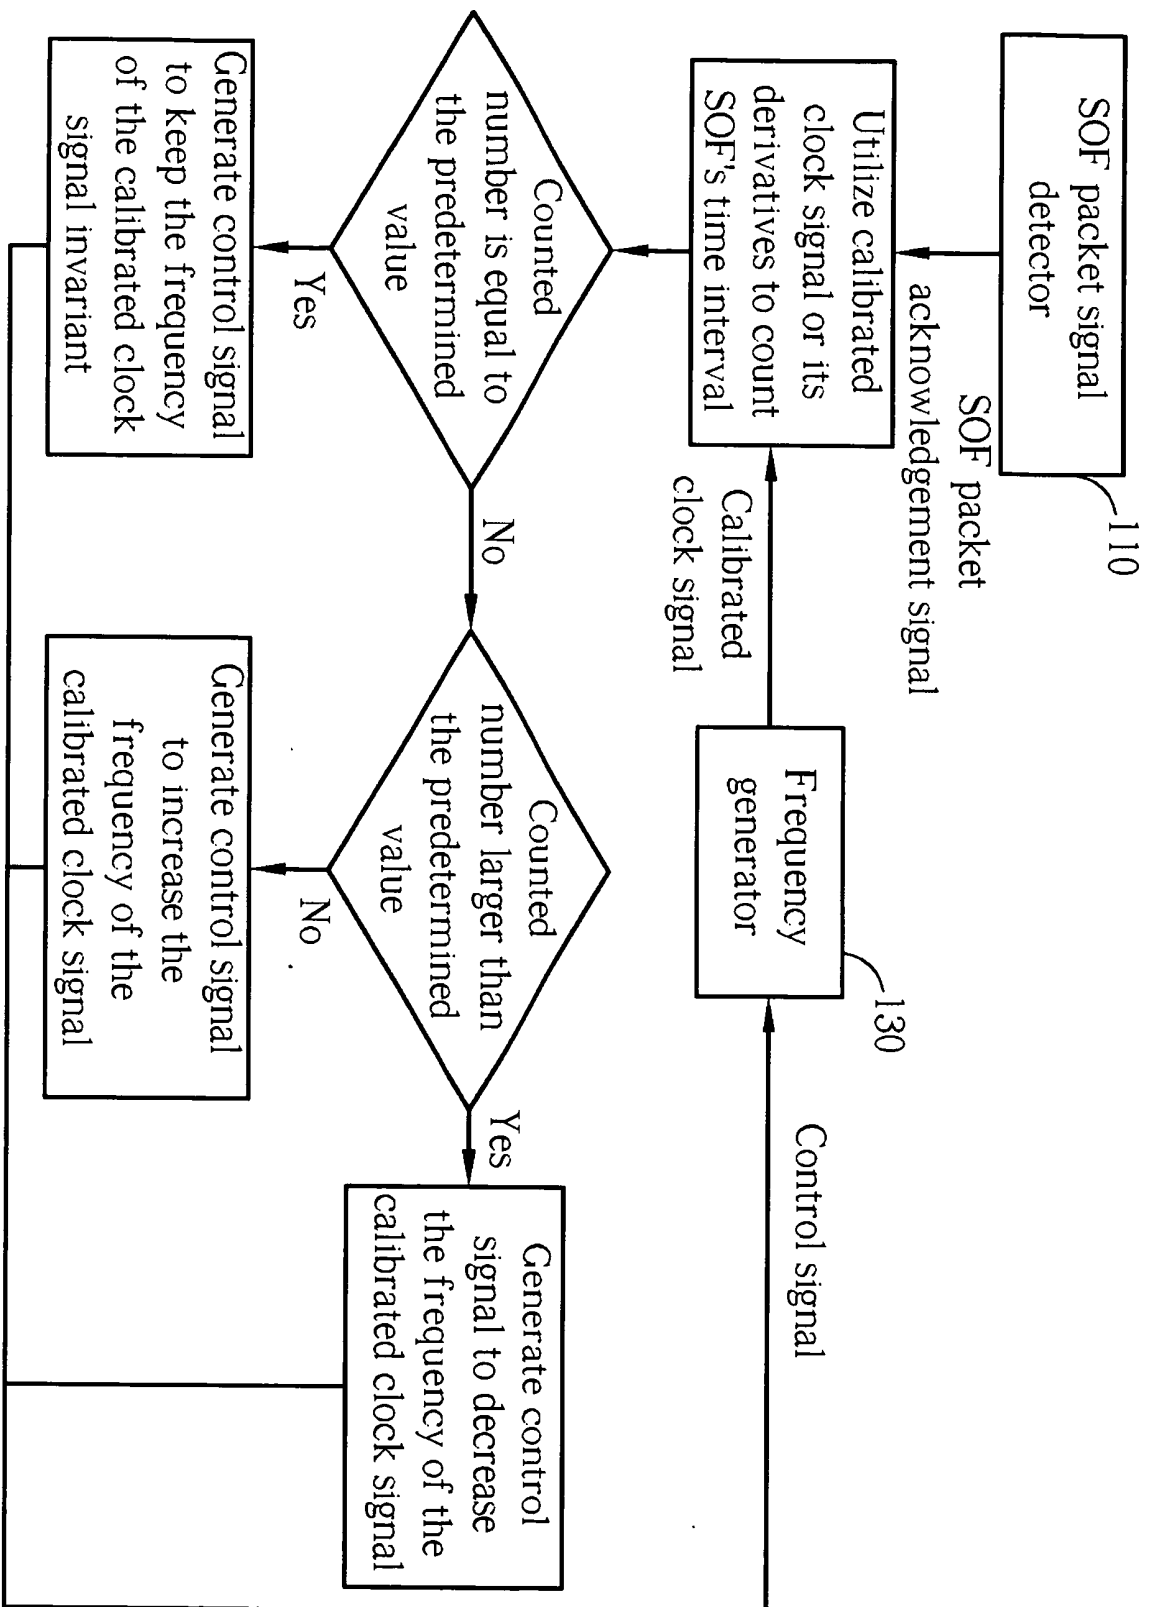 SOF packet signal
detector
110
SOF packet
acknowledgement signal
Utilize calibrated
clock signal or its
derivatives to count
SOF's time interval
Calibrated
clock signal
Frequency
generator
130
Control signal
Counted
number is equal to
the predetermined
value
No
Yes
Counted
number larger than
the predetermined
value
Yes
No
Generate control
signal to decrease
the frequency of the
calibrated clock signal
Generate control signal
to keep the frequency
of the calibrated clock
signal invariant
Generate control signal
to increase the
frequency of the
calibrated clock signal